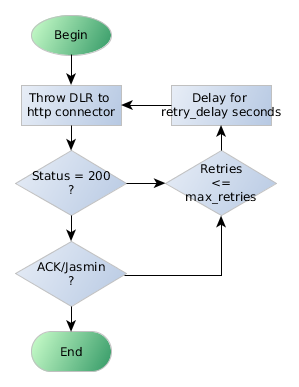 Begin
Throw DLR to
http connector
Delay for
retry_delay seconds
Status = 200
?
Retries
<=
max_retries
ACK/Jasmin
?
End